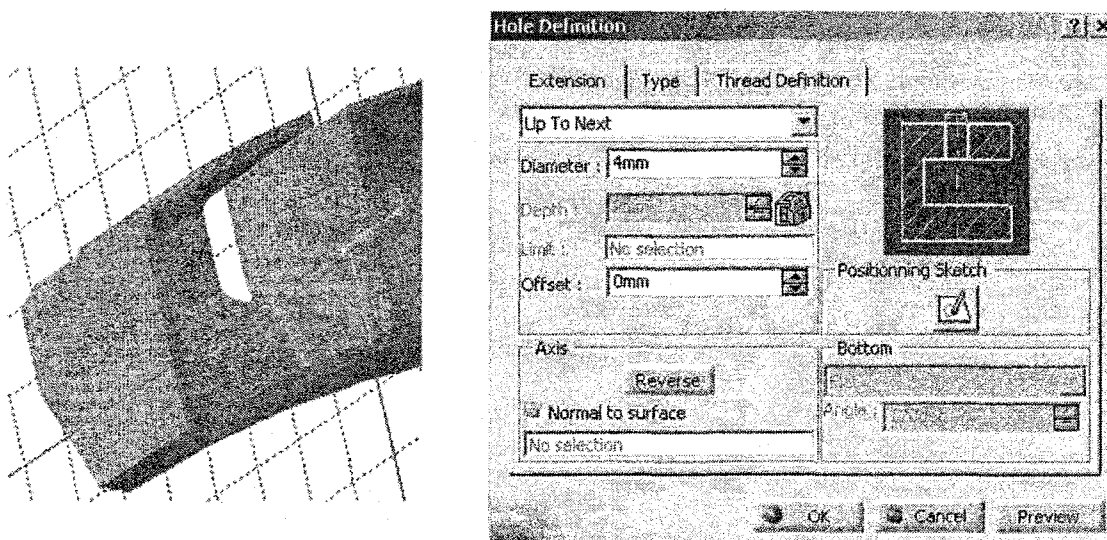 Hole Definition
Extension Type Thread Definition
Up To Next
Diameter : 4mm
Depth :
Limit : No selection
Offset : 0mm
Positionning Sketch
Axis
Reverse
Normal to surface
No selection
Bottom
Angle :
OK Cancel Preview